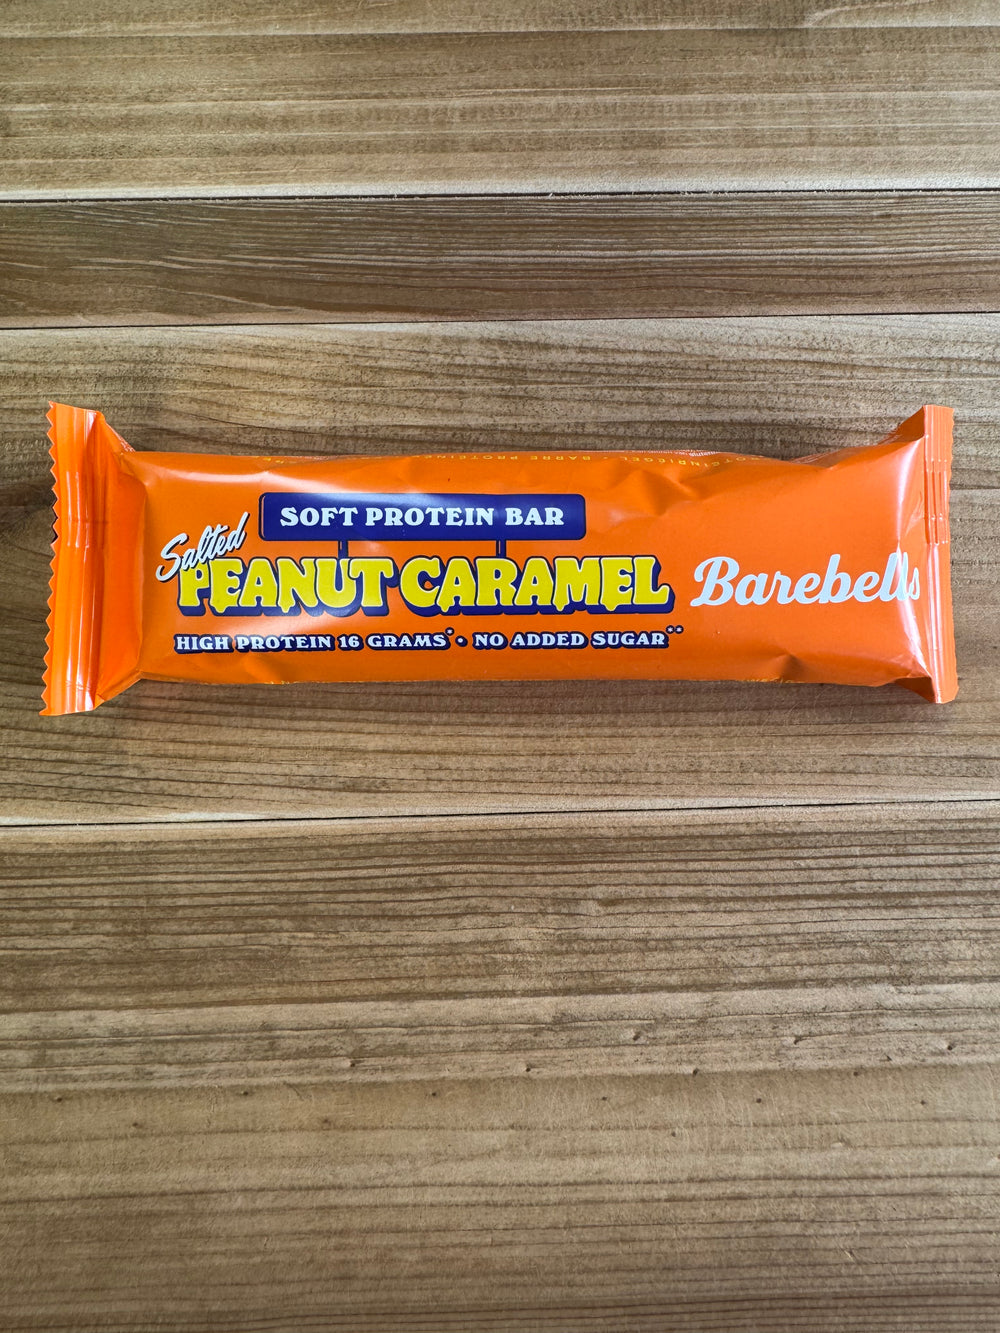 SOFT PROTEIN BAR
Salted
PEANUT CARAMEL
HIGH PROTEIN 16 GRAMS* • NO ADDED SUGAR**
Barebells